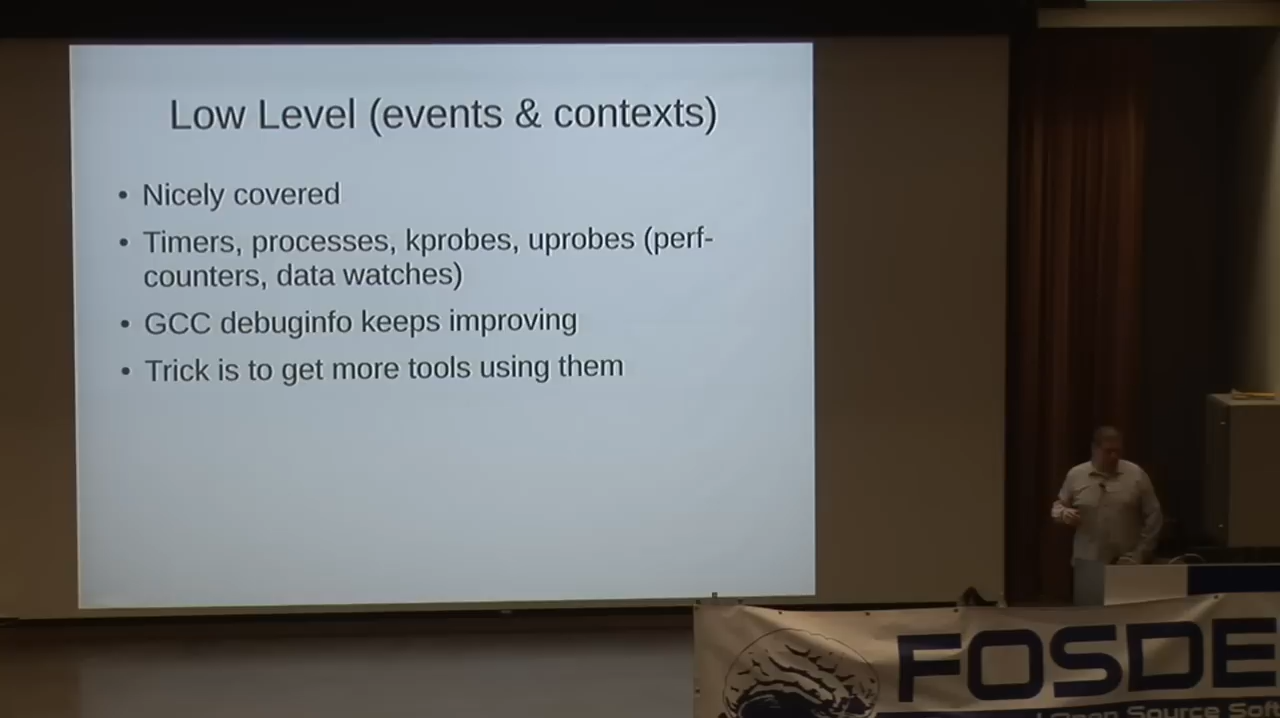 Low Level (events & contexts)
• Nicely covered
• Timers, processes, kprobes, uprobes (perf-
counters, data watches)
• GCC debuginfo keeps improving
• Trick is to get more tools using them
FOSDE
Open Source Soft